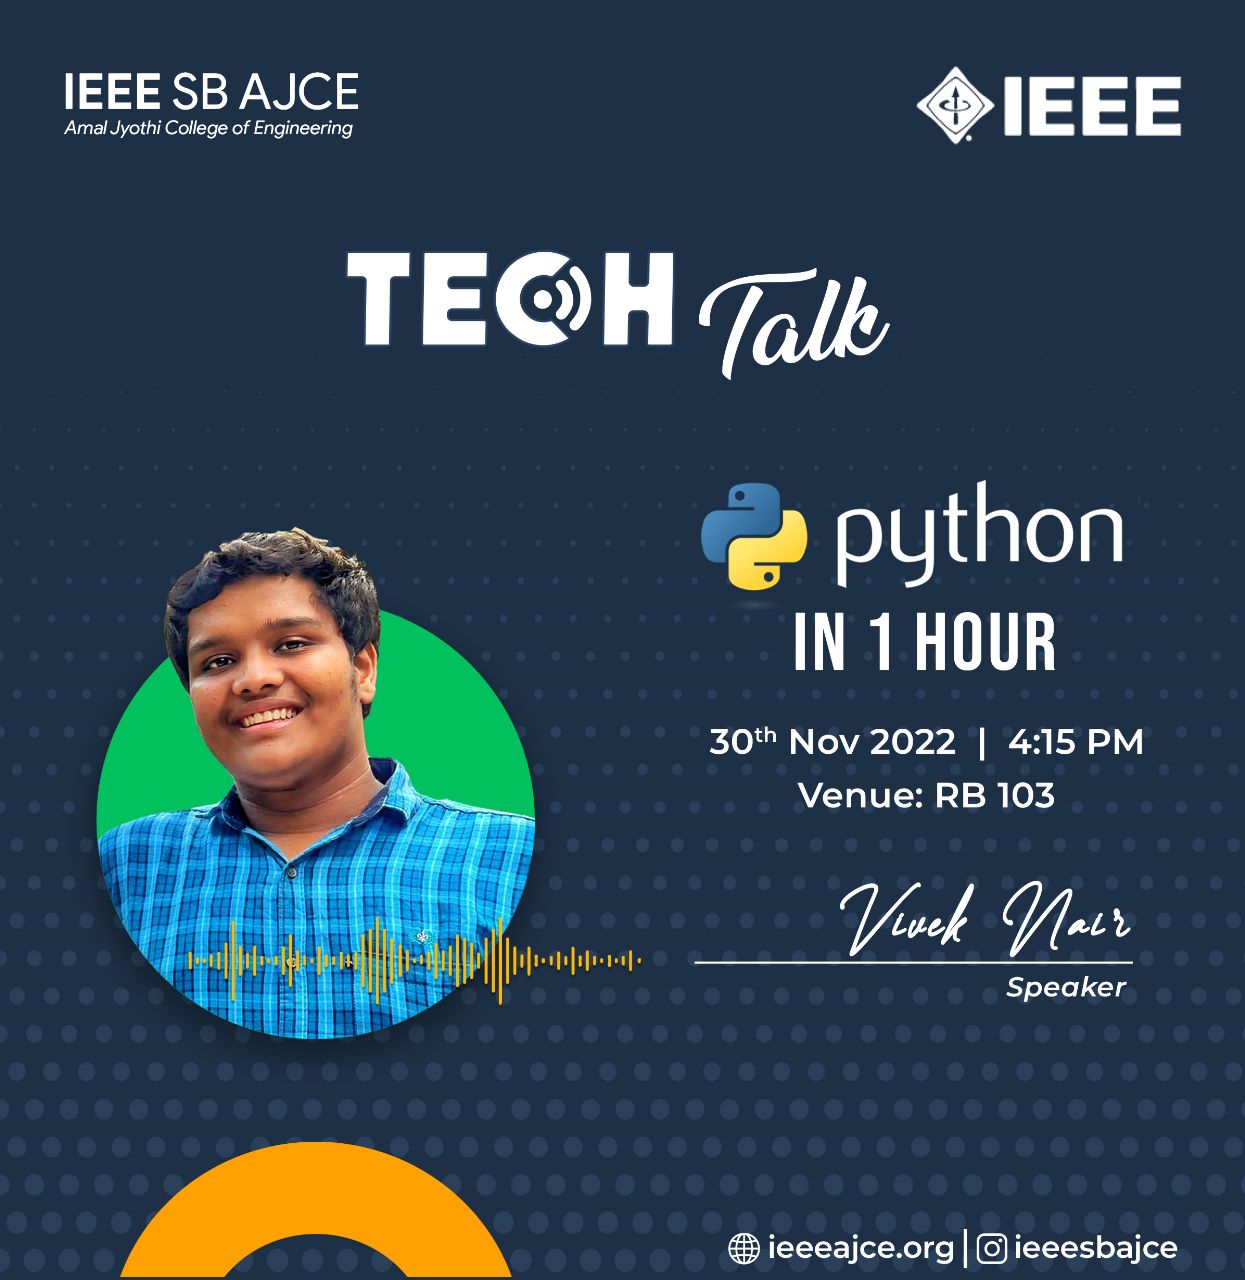 IEEE SB AJCE
Amal Jyothi College of Engineering
IEEE
TECH Talk
python
IN 1 HOUR
30th Nov 2022 | 4:15 PM
Venue: RB 103
Vivek Nair
Speaker
ieeeajce.org | ieeesbajce